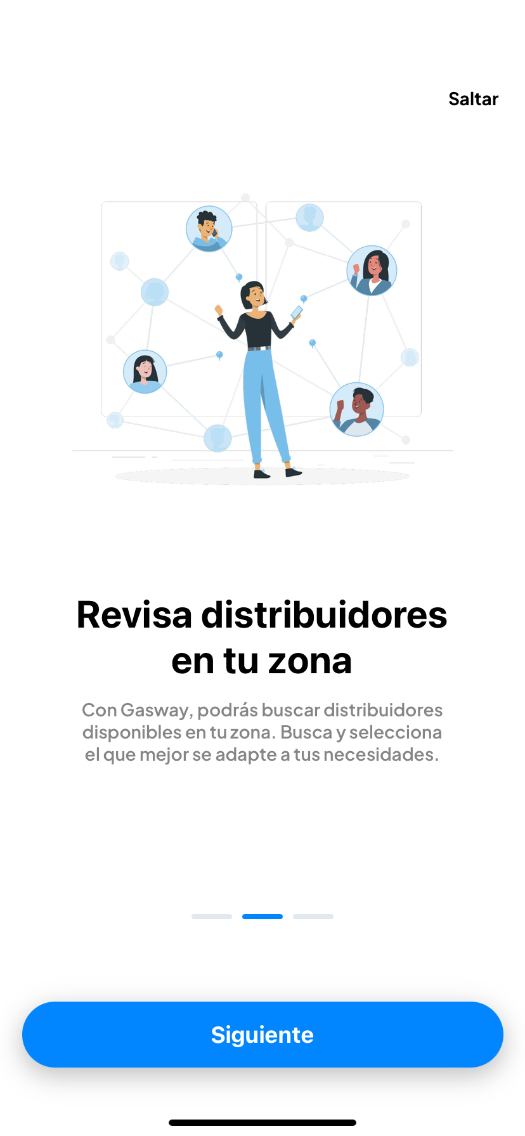 Saltar
Revisa distribuidores
en tu zona
Con Gasway, podrás buscar distribuidores
disponibles en tu zona. Busca y selecciona
el que mejor se adapte a tus necesidades.
Siguiente